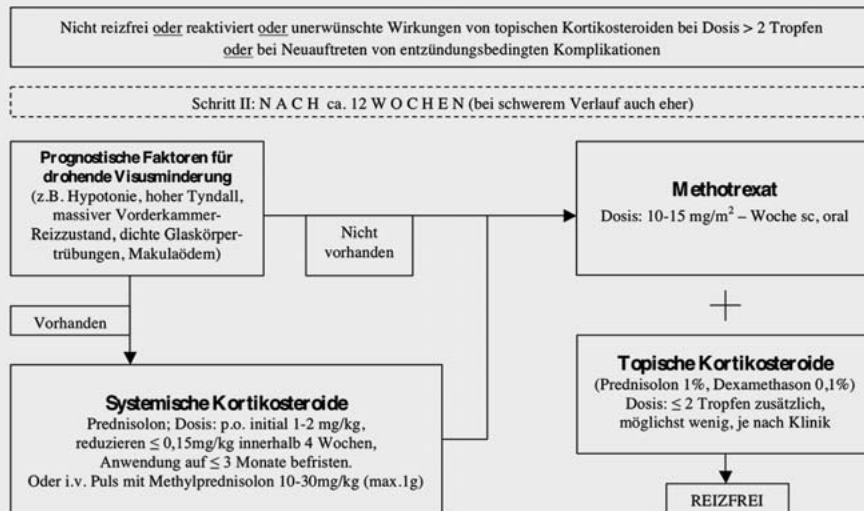 Nicht reizfrei oder reaktiviert oder unerwünschte Wirkungen von topischen Kortikosteroiden bei Dosis > 2 Tropfen
oder bei Neuauftreten von entzündungsbedingten Komplikationen
Schritt II: N A C H ca. 12 W O C H E N (bei schwerem Verlauf auch eher)
Prognostische Faktoren für
drohende Visusminderung
(z.B. Hypotonie, hoher Tyndall,
massiver Vorderkammer-
Reizzustand, dichte Glaskörper-
trübungen, Makulaödem)
Nicht
vorhanden
Methotrexat
Dosis: 10-15 mg/m² – Woche sc, oral
+
Vorhanden
Systemische Kortikosteroide
Prednisolon; Dosis: p.o. initial 1-2 mg/kg,
reduzieren ≤ 0,15mg/kg innerhalb 4 Wochen,
Anwendung auf ≤ 3 Monate befristen.
Oder i.v. Puls mit Methylprednisolon 10-30mg/kg (max.1g)
Topische Kortikosteroide
(Prednisolon 1%, Dexamethason 0,1%)
Dosis: ≤ 2 Tropfen zusätzlich,
möglichst wenig, je nach Klinik
REIZFREI